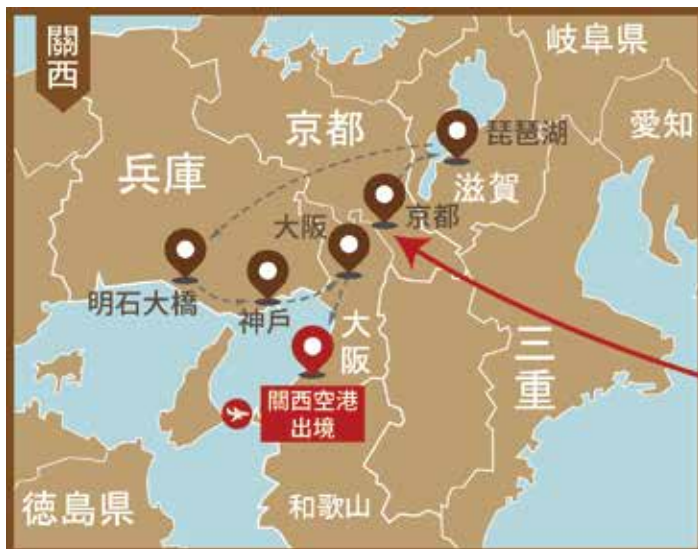 關西
岐阜県
京都
愛知
琵琶湖
兵庫
滋賀
京都
大阪
明石大橋
神戶
大阪
三重
關西空港
出境
和歌山
徳島県